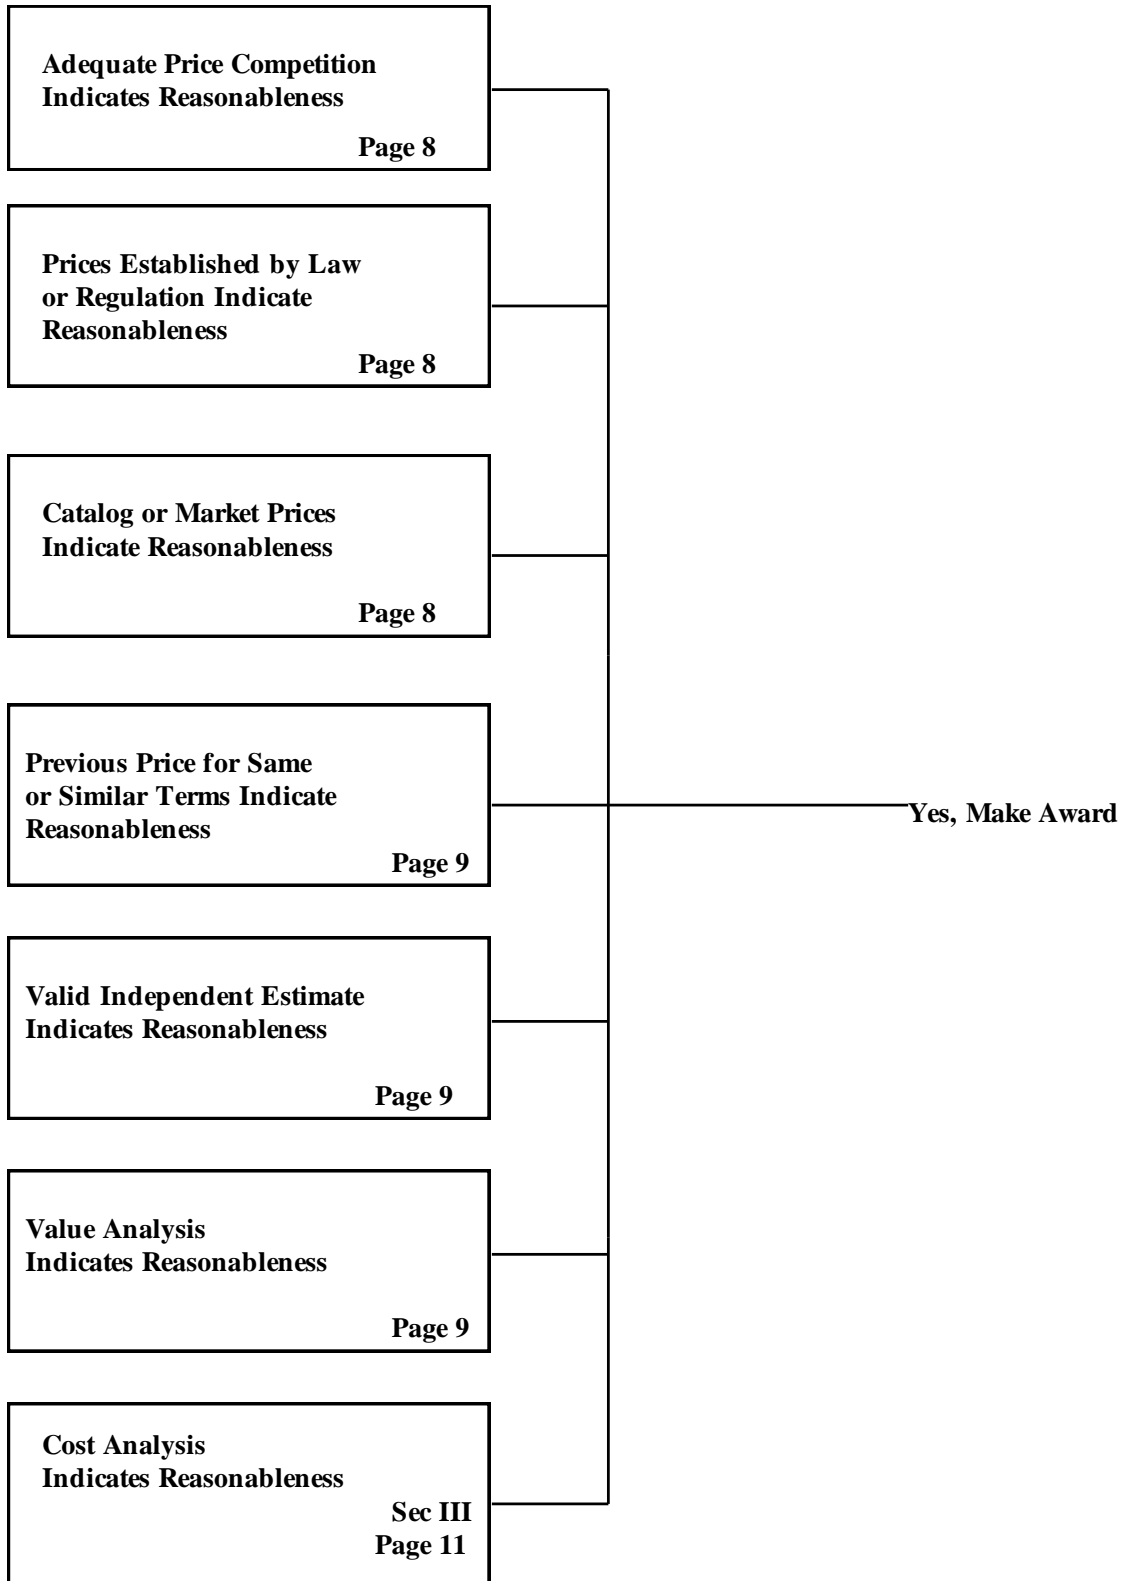 Adequate Price Competition
Indicates Reasonableness
Page 8
Prices Established by Law
or Regulation Indicate
Reasonableness
Page 8
Catalog or Market Prices
Indicate Reasonableness
Page 8
Previous Price for Same
or Similar Terms Indicate
Reasonableness
Page 9
Yes, Make Award
Valid Independent Estimate
Indicates Reasonableness
Page 9
Value Analysis
Indicates Reasonableness
Page 9
Cost Analysis
Indicates Reasonableness
Sec III
Page 11